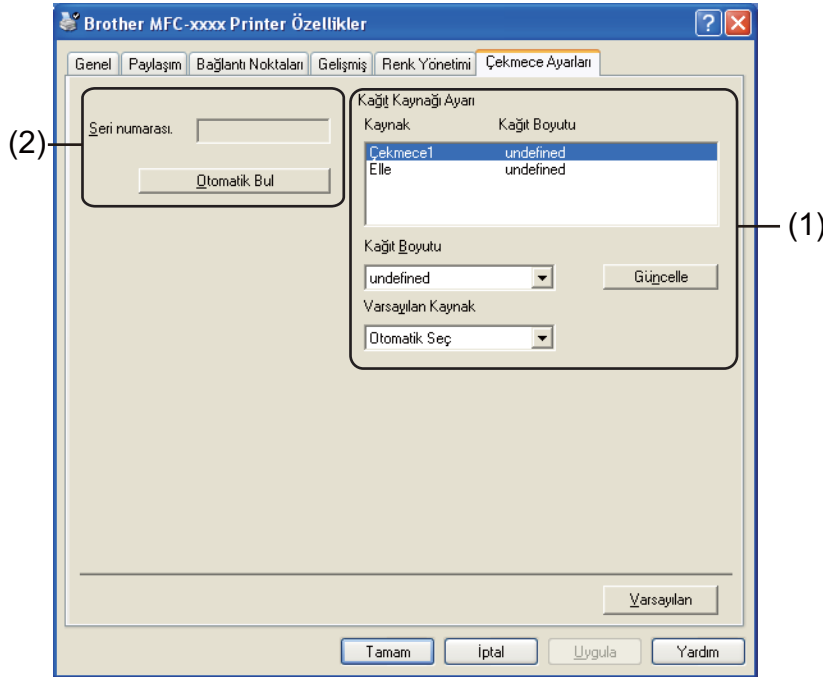 Brother MFC-xxxx Printer Özellikler
Genel Paylaşım Bağlantı Noktaları Gelişmiş Renk Yönetimi Çekmece Ayarları
(2)
Seri numarası.
Otomatik Bul
Kağıt Kaynağı Ayarı
Kaynak Kağıt Boyutu
Çekmece1 undefined
Elle undefined
(1)
Kağıt Boyutu
undefined Güncelle
Varsayılan Kaynak
Otomatik Seç
Varsayılan
Tamam İptal Uygula Yardım